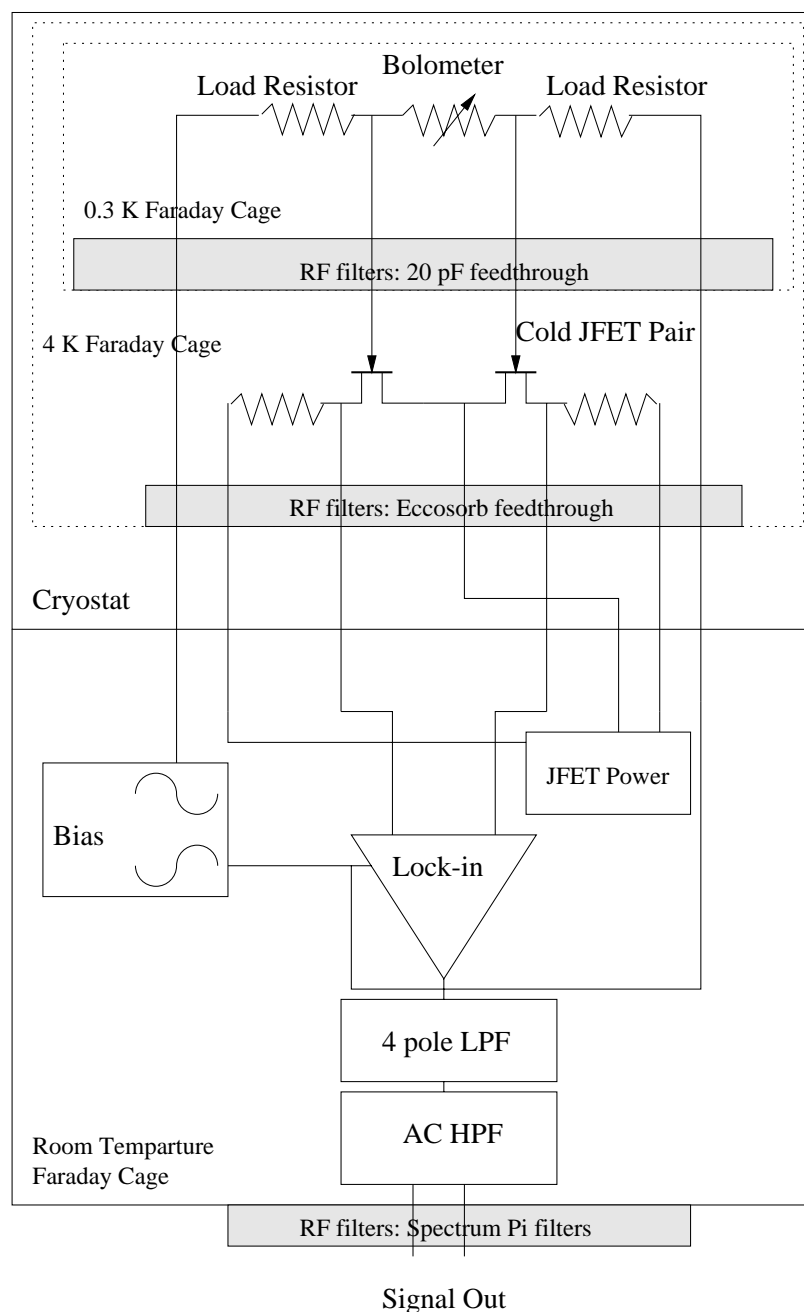 Bolometer
Load Resistor
Load Resistor
0.3 K Faraday Cage
RF filters: 20 pF feedthrough
Cold JFET Pair
4 K Faraday Cage
RF filters: Eccosorb feedthrough
Cryostat
JFET Power
Bias
Lock-in
4 pole LPF
AC HPF
Room Temparture
Faraday Cage
RF filters: Spectrum Pi filters
Signal Out